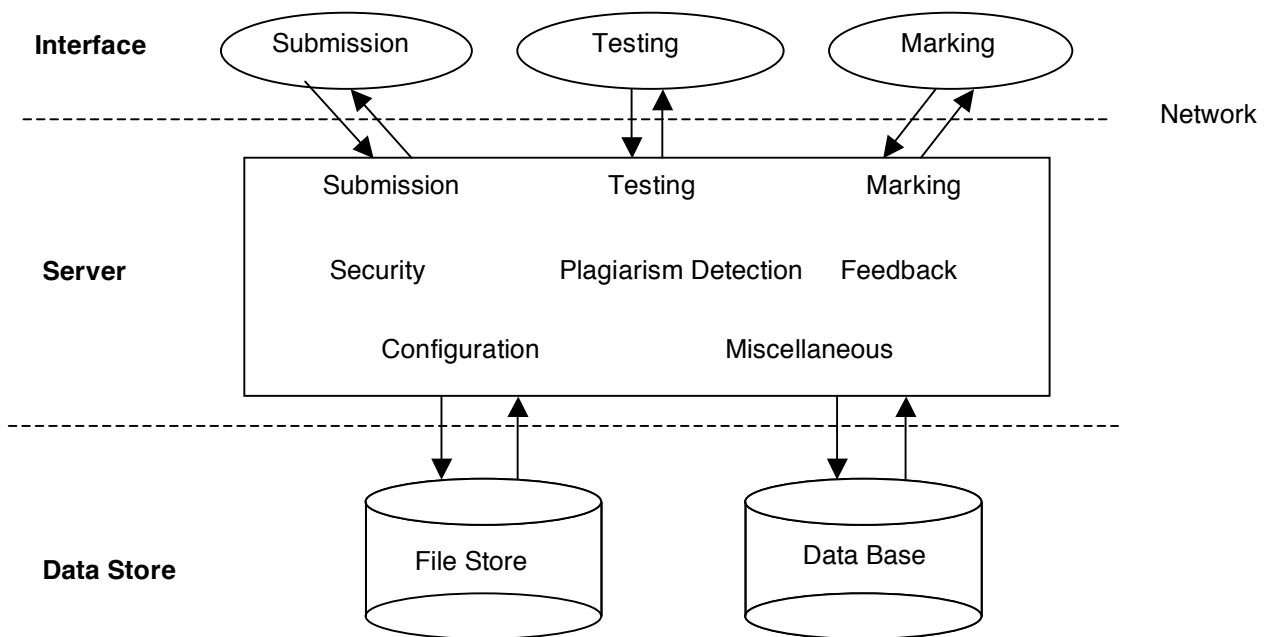 Interface Submission Testing Marking
Network
Submission Testing Marking
Server Security Plagiarism Detection Feedback
Configuration Miscellaneous
Data Store File Store Data Base